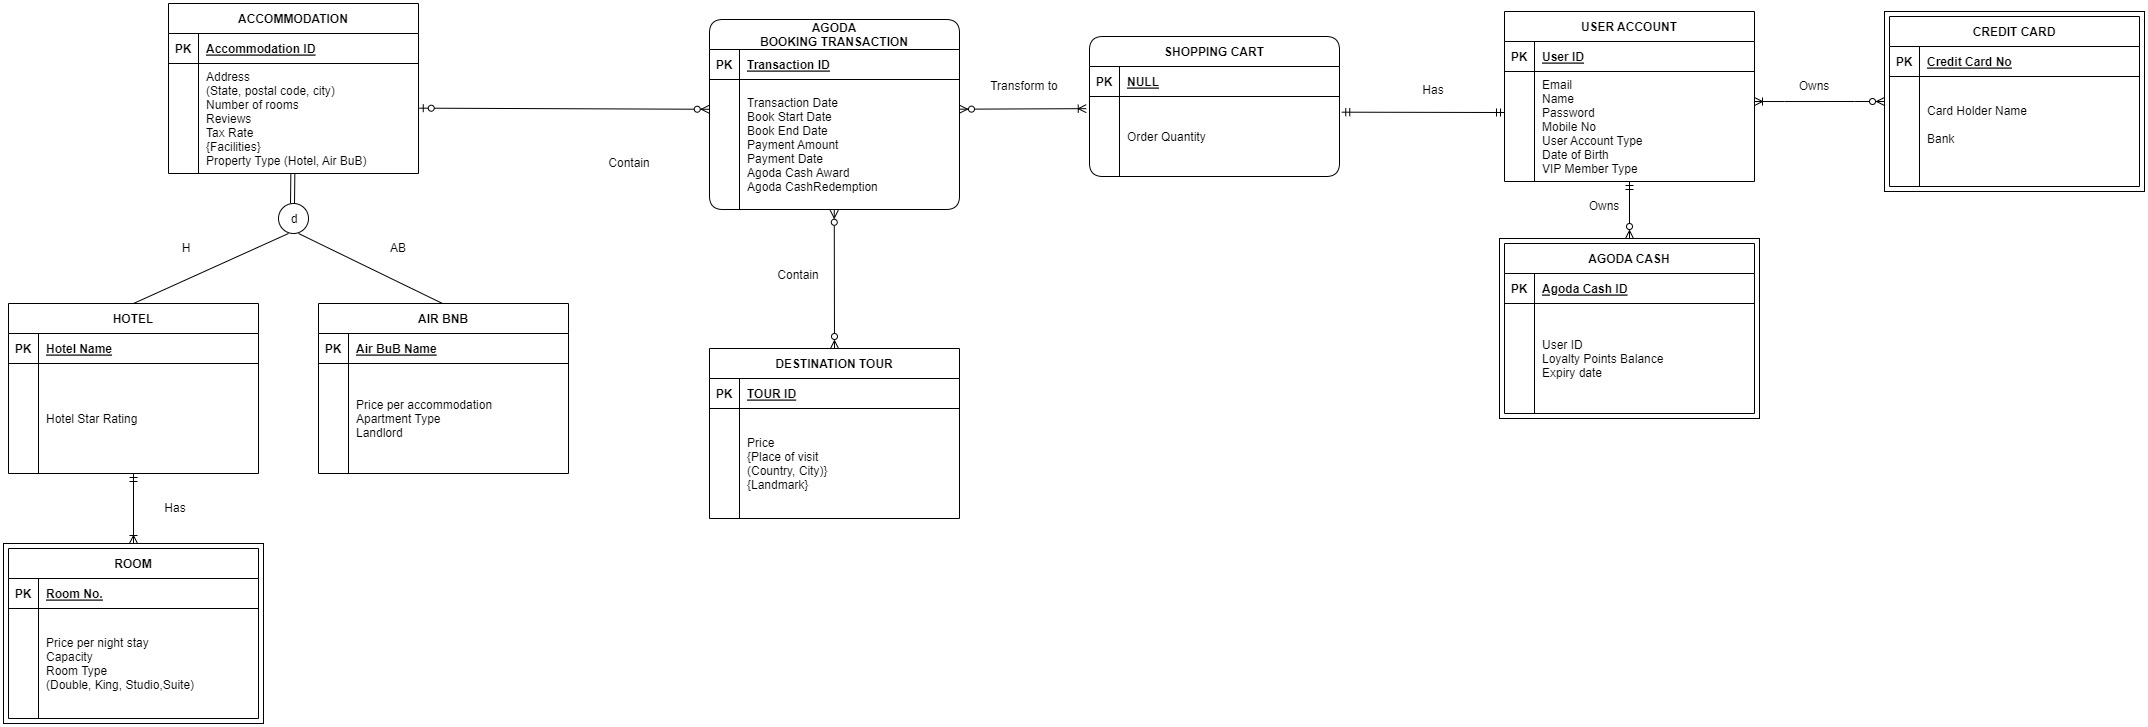 ACCOMMODATION
PK
Accommodation ID
Address
(State, postal code, city)
Number of rooms
Reviews
Tax Rate
{Facilities}
Property Type (Hotel, Air BuB)
Contain
AGODA
BOOKING TRANSACTION
PK
Transaction ID
Transaction Date
Book Start Date
Book End Date
Payment Amount
Payment Date
Agoda Cash Award
Agoda CashRedemption
Transform to
SHOPPING CART
PK
NULL
Order Quantity
Has
USER ACCOUNT
PK
User ID
Email
Name
Password
Mobile No
User Account Type
Date of Birth
VIP Member Type
Owns
CREDIT CARD
PK
Credit Card No
Card Holder Name
Bank
d
H
AB
Contain
Owns
AGODA CASH
PK
Agoda Cash ID
User ID
Loyalty Points Balance
Expiry date
HOTEL
PK
Hotel Name
Hotel Star Rating
AIR BNB
PK
Air BuB Name
Price per accommodation
Apartment Type
Landlord
DESTINATION TOUR
PK
TOUR ID
Price
{Place of visit
(Country, City)}
{Landmark}
Has
ROOM
PK
Room No.
Price per night stay
Capacity
Room Type
(Double, King, Studio,Suite)